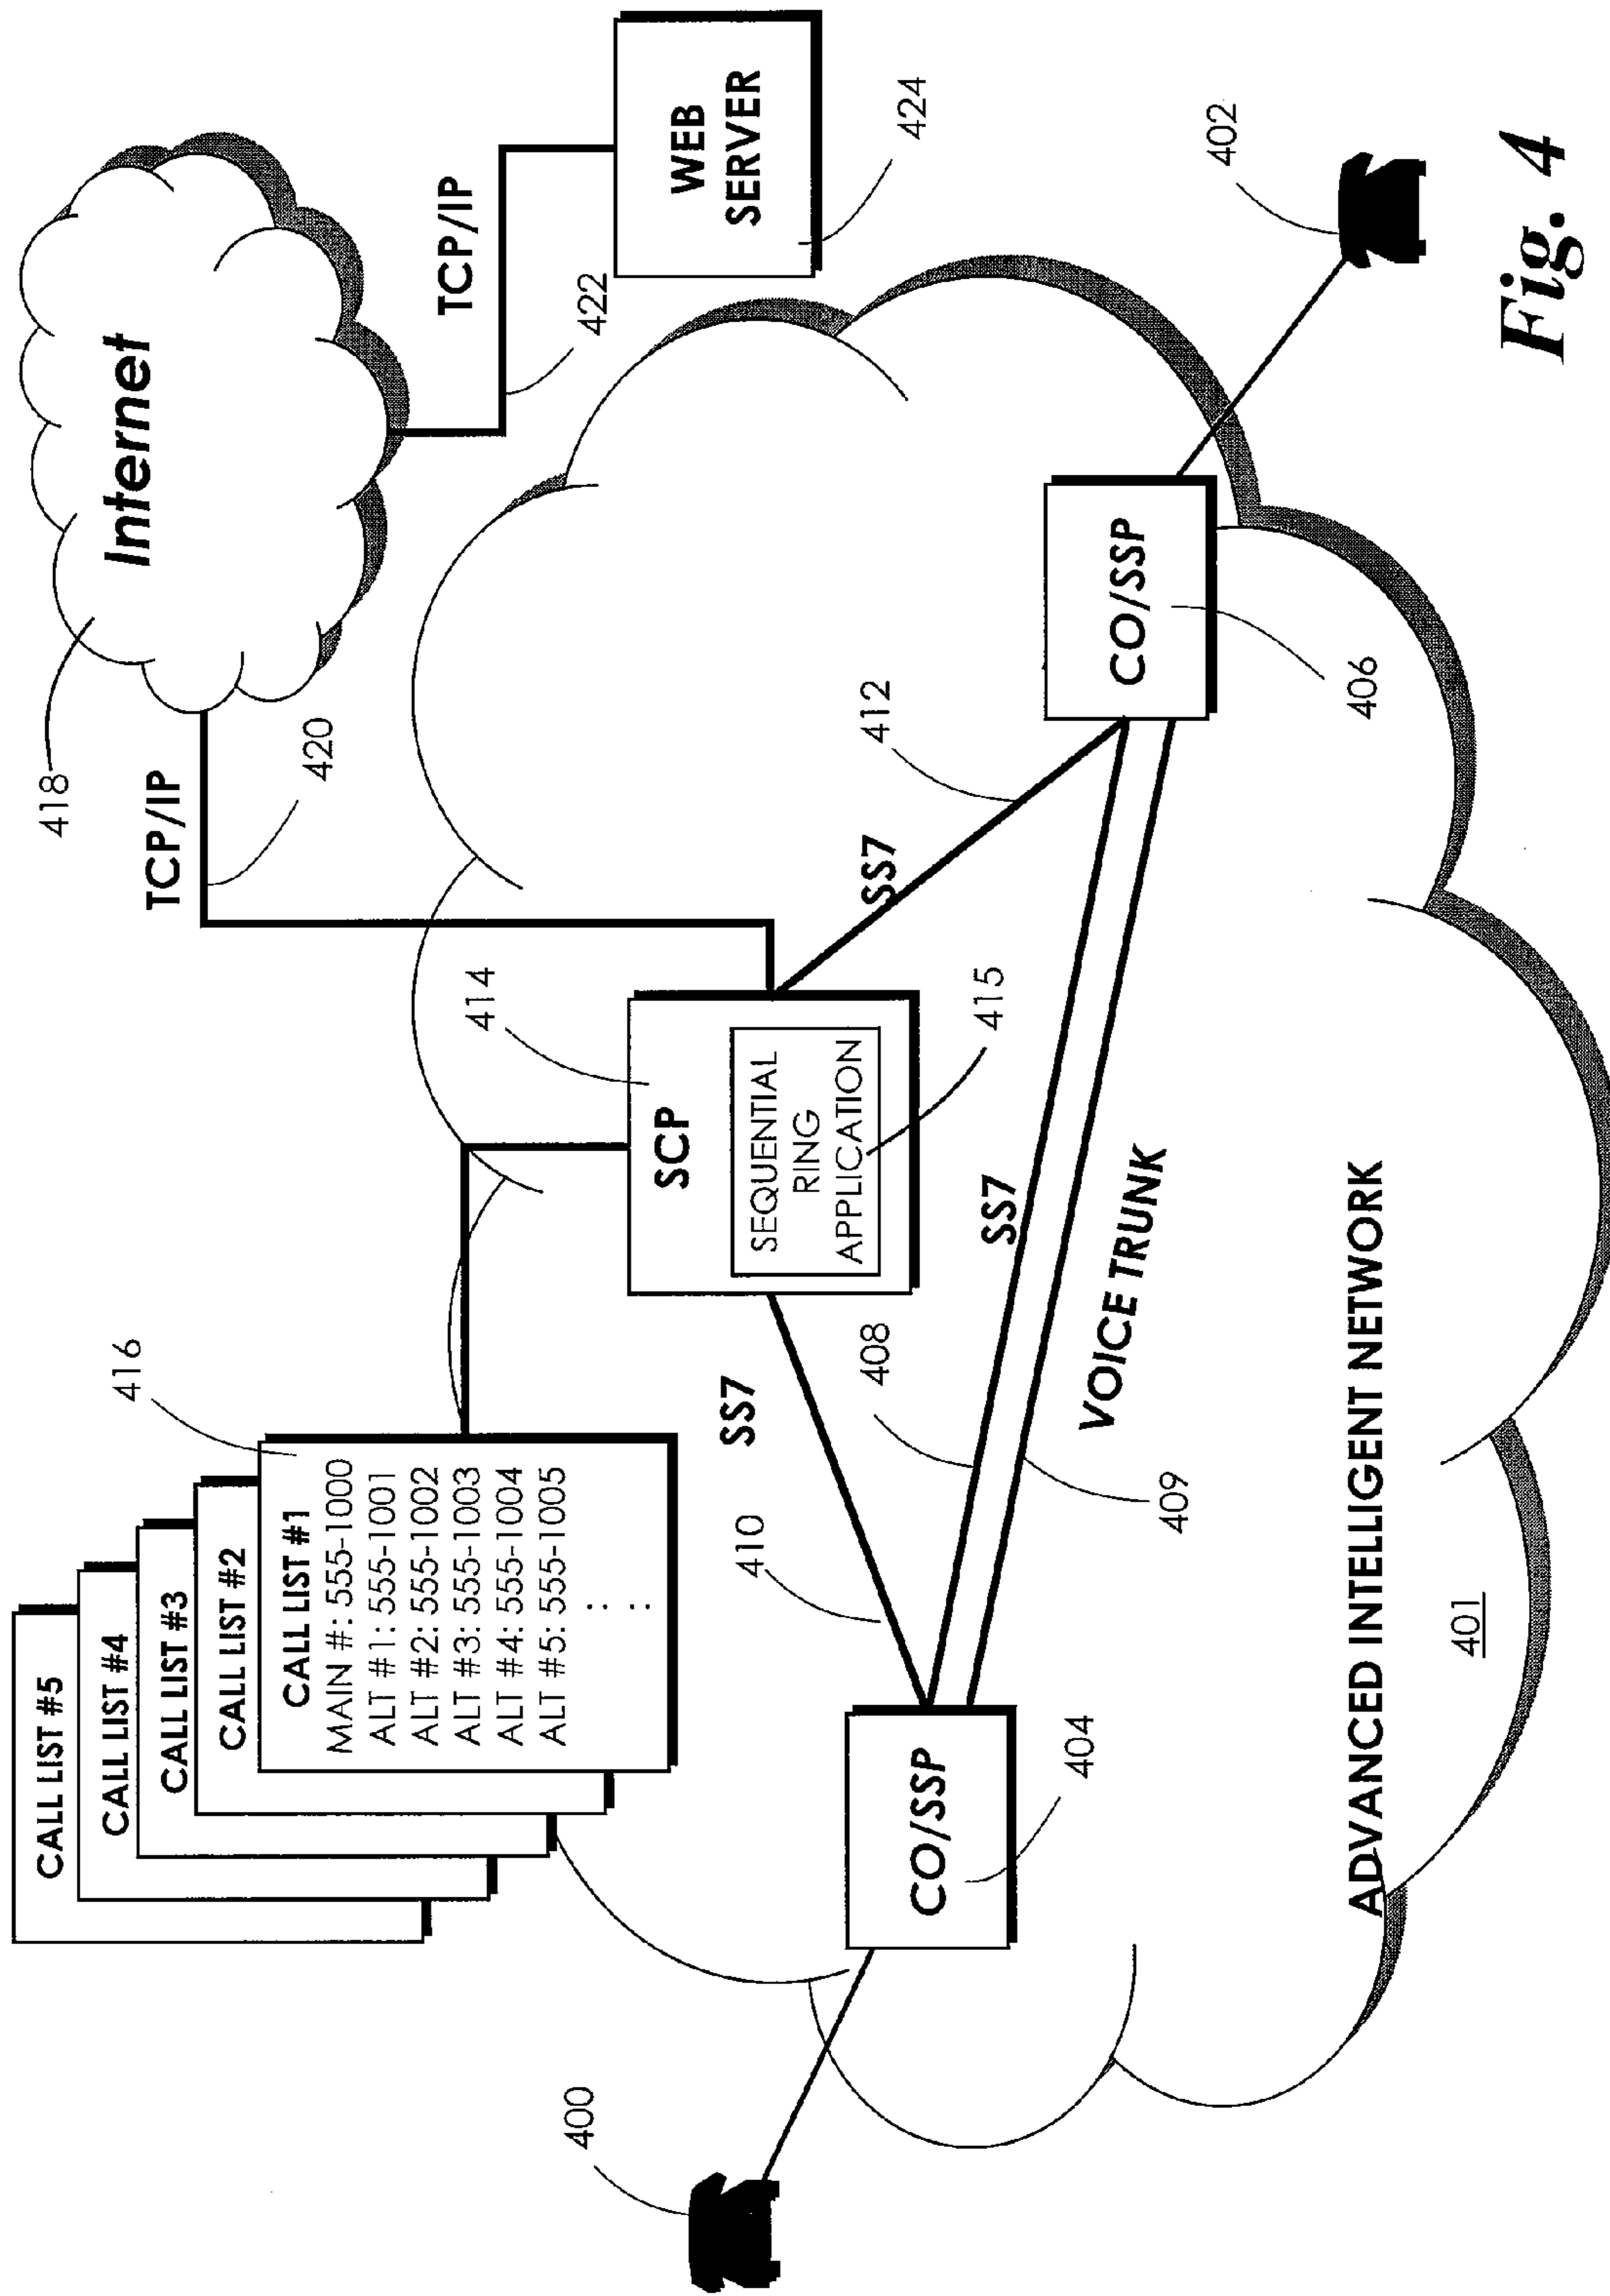 CALL LIST #5
CALL LIST #4
CALL LIST #3
CALL LIST #2
CALL LIST #1
MAIN #: 555-1000
ALT #1: 555-1001
ALT #2: 555-1002
ALT #3: 555-1003
ALT #4: 555-1004
ALT #5: 555-1005
:
:
416
418
Internet
TCP/IP
420
TCP/IP
422
WEB
SERVER
424
414
SCP
SEQUENTIAL
RING
APPLICATION
415
SS7
410
SS7
412
400
CO/SSP
404
408
SS7
409
VOICE TRUNK
CO/SSP
406
402
ADVANCED INTELLIGENT NETWORK
401
Fig. 4